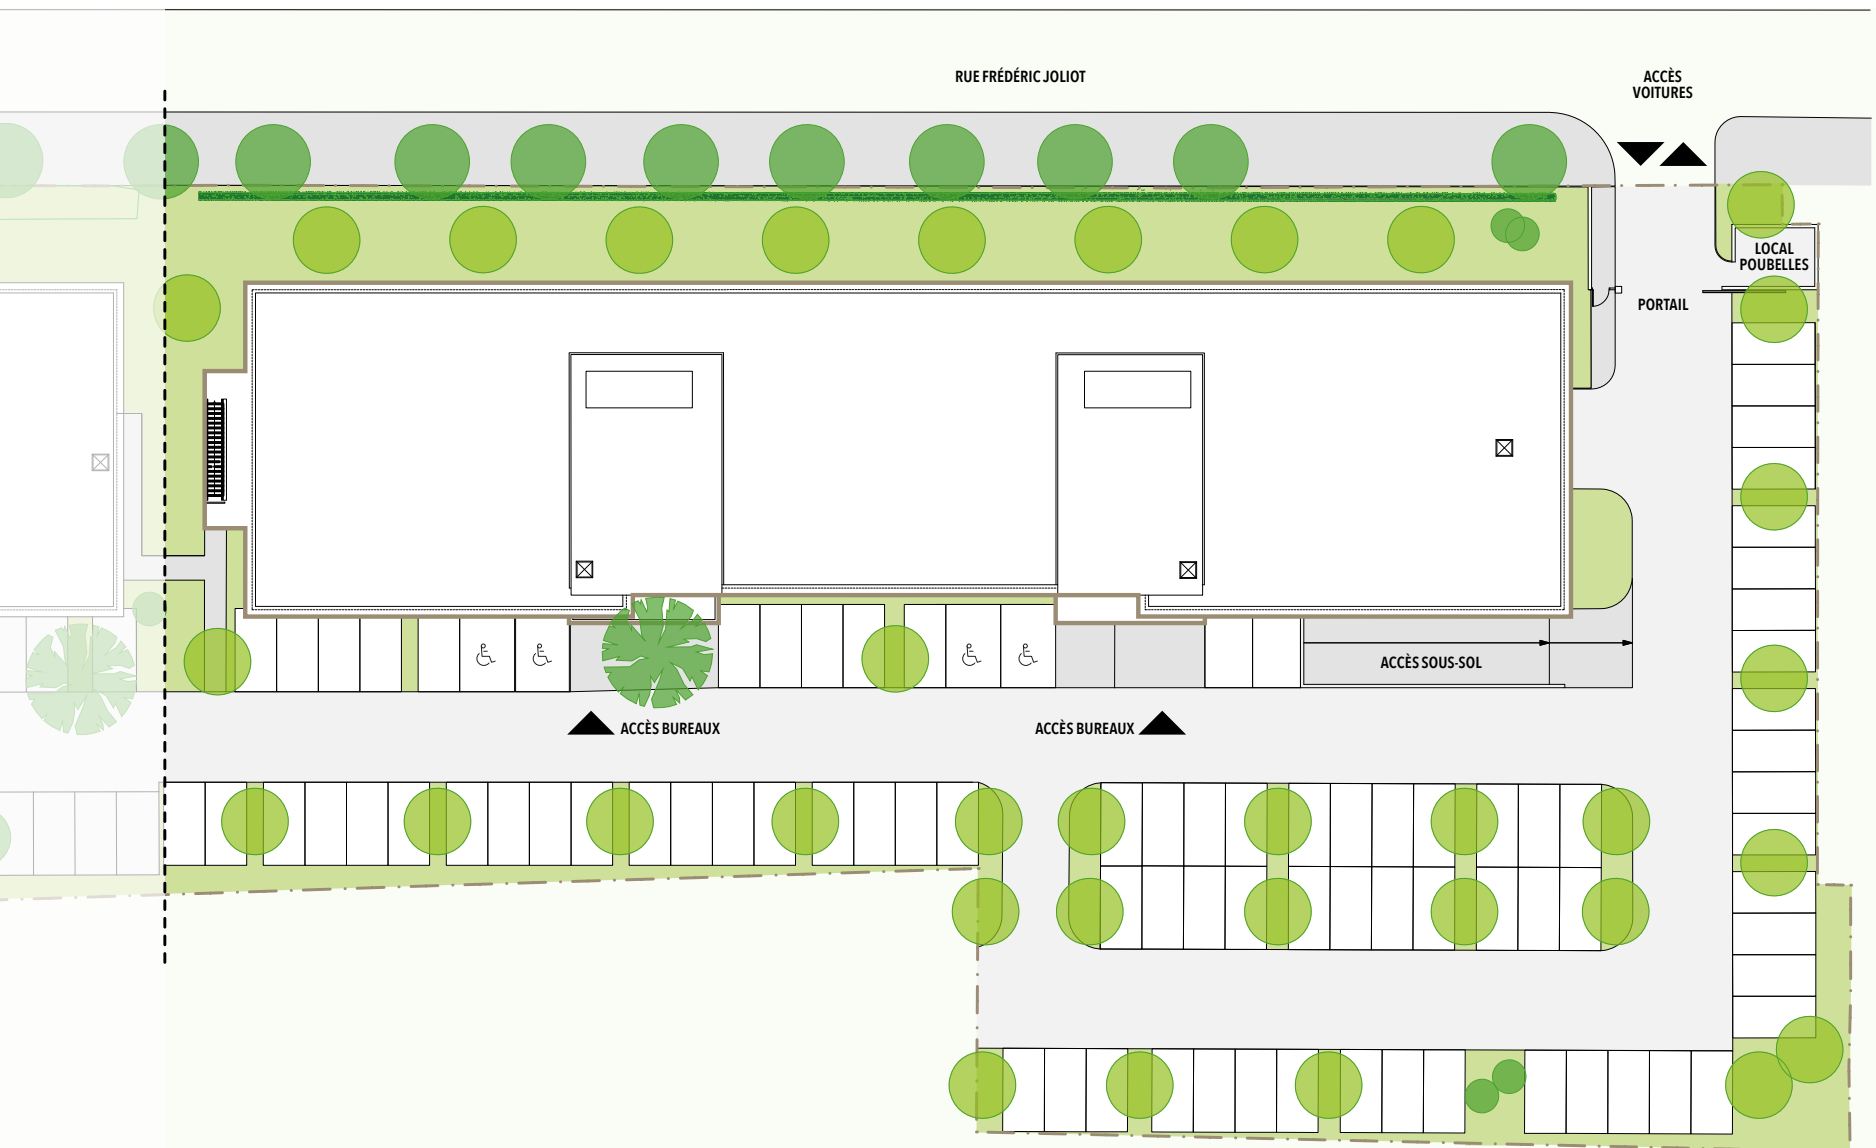 RUE FRÉDÉRIC JOLIOT
ACCÈS
VOITURES
LOCAL
POUBELLES
PORTAIL
ACCÈS SOUS-SOL
ACCÈS BUREAUX
ACCÈS BUREAUX